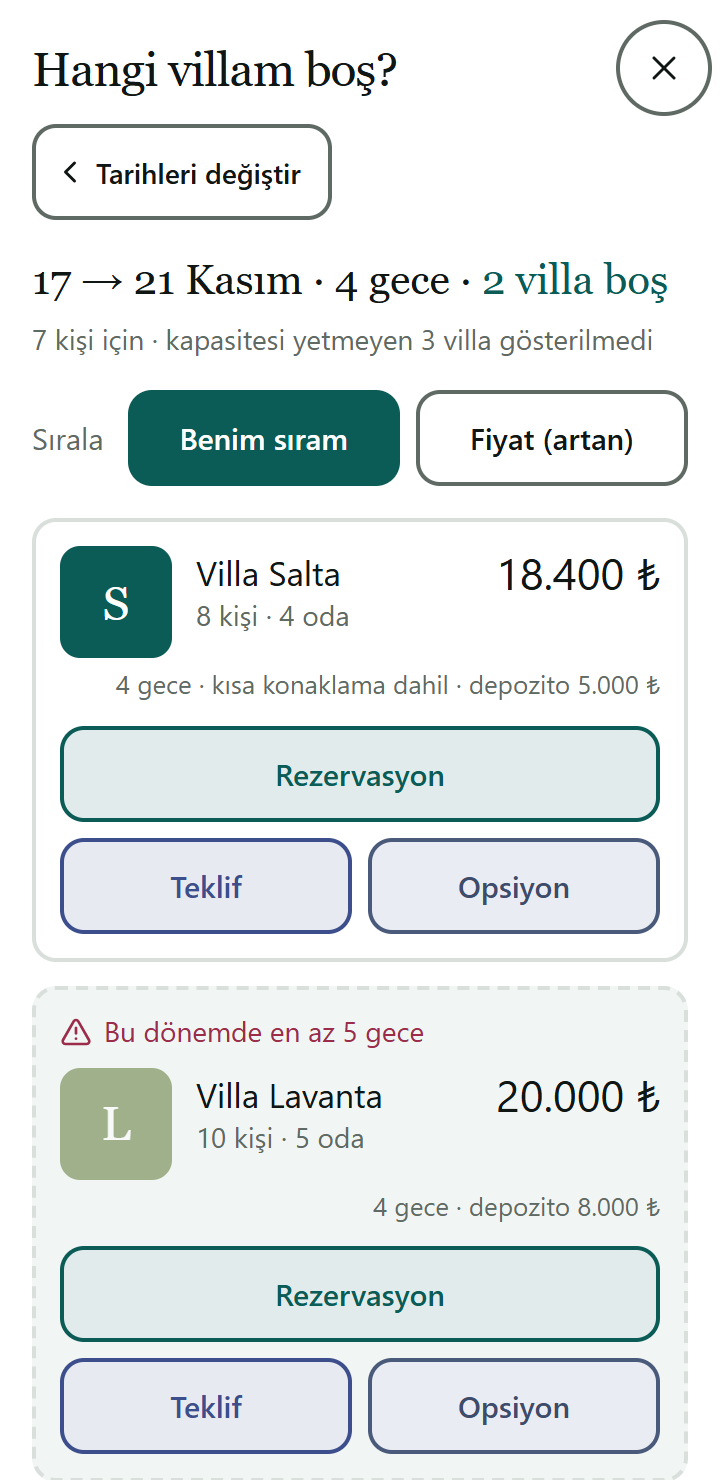 Hangi villam boş?
Tarihleri değiştir
17 → 21 Kasım · 4 gece · 2 villa boş
7 kişi için · kapasitesi yetmeyen 3 villa gösterilmedi
Sırala Benim sıram Fiyat (artan)
S Villa Salta 18.400 ₺
8 kişi · 4 oda
4 gece · kısa konaklama dahil · depozito 5.000 ₺
Rezervasyon
Teklif Opsiyon
Bu dönemde en az 5 gece
L Villa Lavanta 20.000 ₺
10 kişi · 5 oda
4 gece · depozito 8.000 ₺
Rezervasyon
Teklif Opsiyon